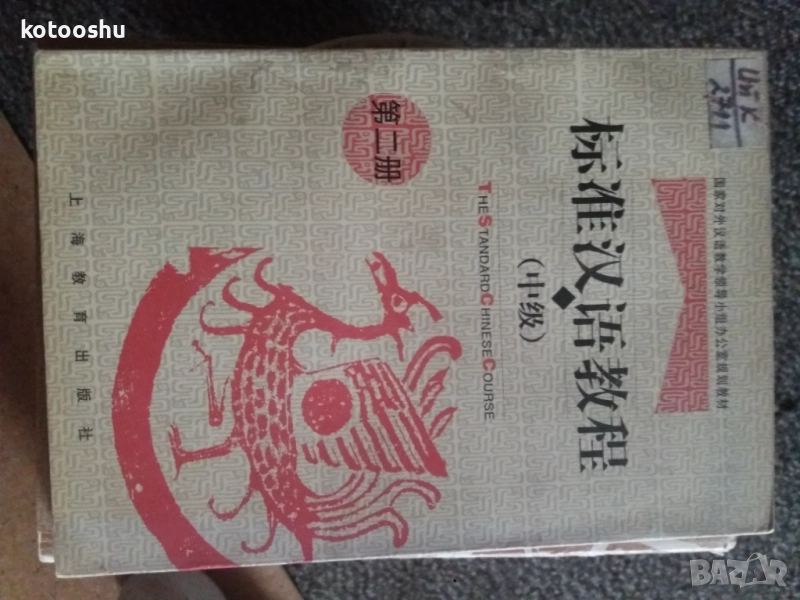 kotooshu
国家对外汉语教学领导小组办公室规划教材
标准汉语教程
(中级)
THE STANDARD CHINESE COURSE
第二册
上海教育出版社
BAZAR